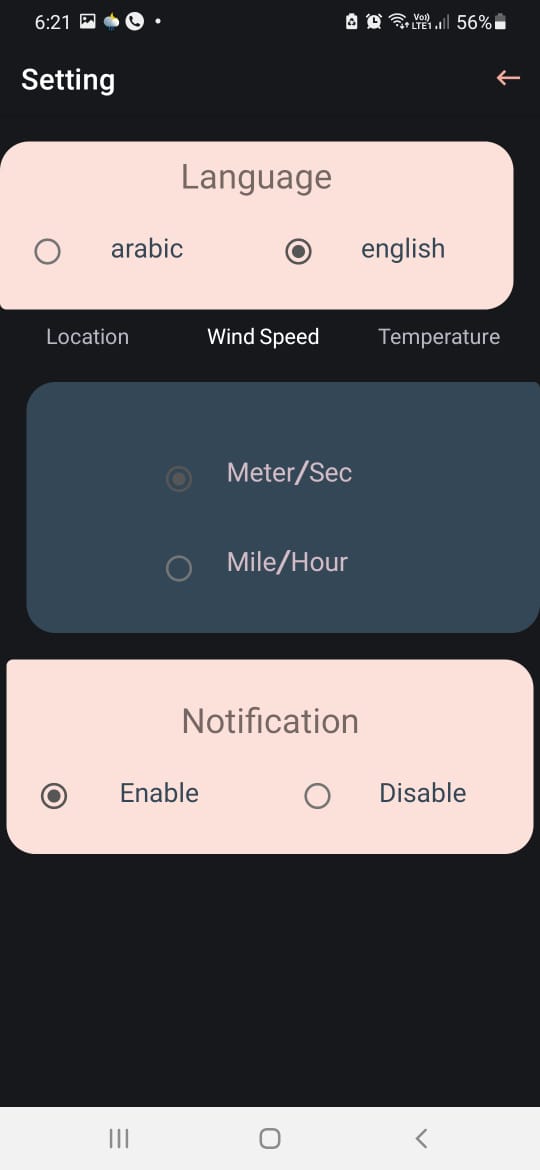 6:21 56%
Vo)) LTE1
Setting
Language
arabic english
Location Wind Speed Temperature
Meter/Sec
Mile/Hour
Notification
Enable Disable